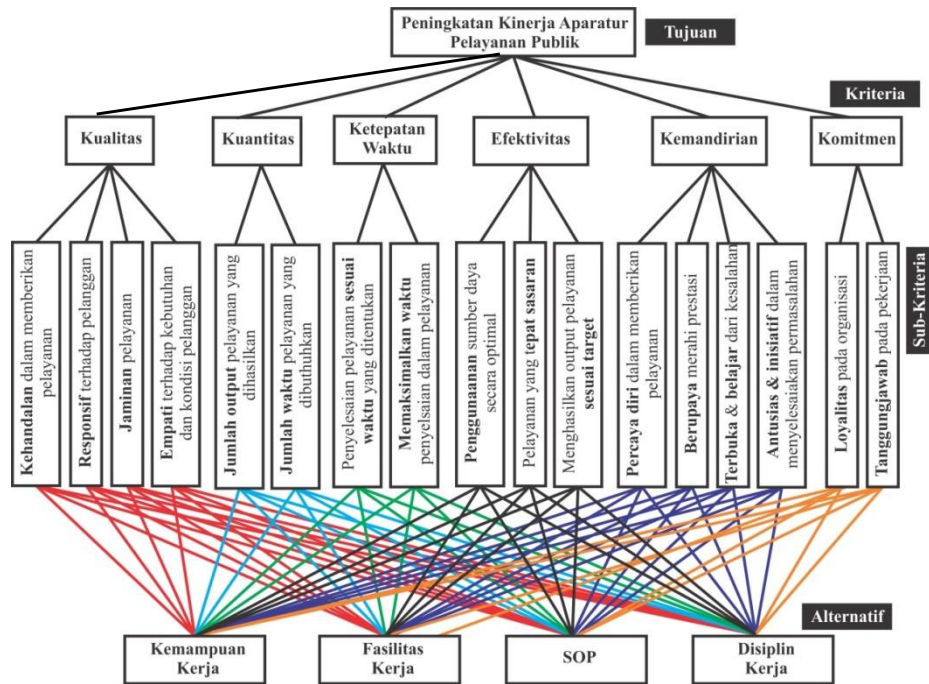 Peningkatan Kinerja Aparatur
Pelayanan Publik
Tujuan
Kriteria
Kualitas
Kuantitas
Ketepatan
Waktu
Efektivitas
Kemandirian
Komitmen
Kehandalan dalam memberikan
pelayanan
Responsif terhadap pelanggan
Jaminan pelayanan
Empati terhadap kebutuhan
dan kondisi pelanggan
Jumlah output pelayanan yang
dihasilkan
Jumlah waktu pelayanan yang
dibuthuhkan
Penyelesaian pelayanan sesuai
waktu yang ditentukan
Memaksimalkan waktu
penyelsaian dalam pelayanan
Penggunaanan sumber daya
secara optimal
Pelayanan yang tepat sasaran
Menghasilkan output pelayanan
sesuai target
Percaya diri dalam memberikan
pelayanan
Berupaya merahi prestasi
Terbuka & belajar dari kesalahan
Antusias & inisiatif dalam
menyelesaiakan permasalahan
Loyalitas pada organisasi
Tanggungjawab pada pekerjaan
Sub-Kriteria
Alternatif
Kemampuan
Kerja
Fasilitas
Kerja
SOP
Disiplin
Kerja